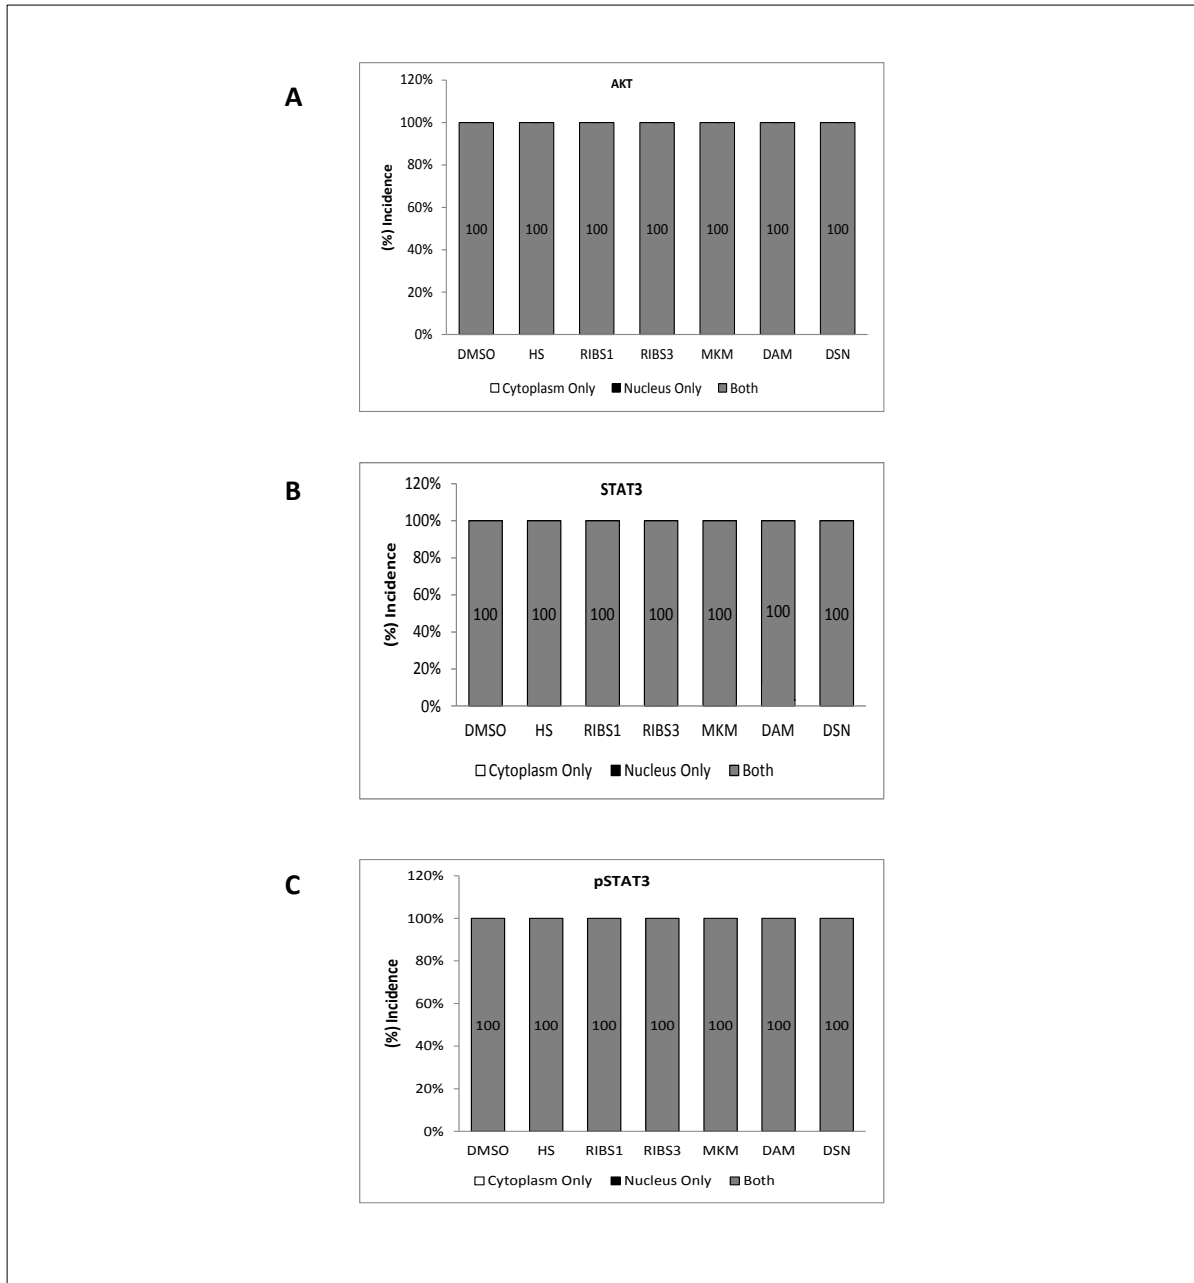 A
AKT
120%
100%
80%
60%
40%
20%
0%
(%) Incidence
100 100 100 100 100 100 100
DMSO HS RIBS1 RIBS3 MKM DAM DSN
Cytoplasm Only Nucleus Only Both
B
STAT3
120%
100%
80%
60%
40%
20%
0%
(%) Incidence
100 100 100 100 100 100 100
DMSO HS RIBS1 RIBS3 MKM DAM DSN
Cytoplasm Only Nucleus Only Both
C
pSTAT3
120%
100%
80%
60%
40%
20%
0%
(%) Incidence
100 100 100 100 100 100 100
DMSO HS RIBS1 RIBS3 MKM DAM DSN
Cytoplasm Only Nucleus Only Both